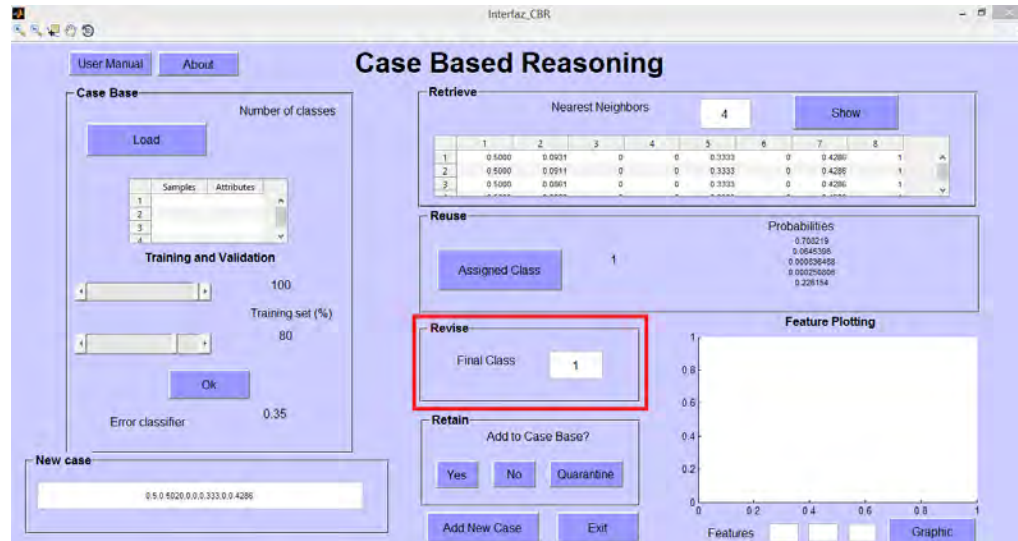 Interfaz_CBR
User Manual
About
Case Based Reasoning
Case Base
Number of classes
Load
Samples Attributes
1
2
3
4
Training and Validation
100
Training set (%)
80
Ok
Error classifier 0.35
New case
0.5,0.5020,0,0,0.333,0,0.4286
Retrieve
Nearest Neighbors 4 Show
1 2 3 4 5 6 7 8
1 0.5000 0.0931 0 0 0.3333 0 0.4286 1
2 0.5000 0.0911 0 0 0.3333 0 0.4286 1
3 0.5000 0.0861 0 0 0.3333 0 0.4286 1
Reuse
Assigned Class 1
Probabilities
0.708219
0.0645398
0.000836488
0.000250806
0.226154
Revise
Final Class 1
Retain
Add to Case Base?
Yes No Quarantine
Add New Case Exit
Feature Plotting
1
0.8
0.6
0.4
0.2
0
0 0.2 0.4 0.6 0.8 1
Features Graphic